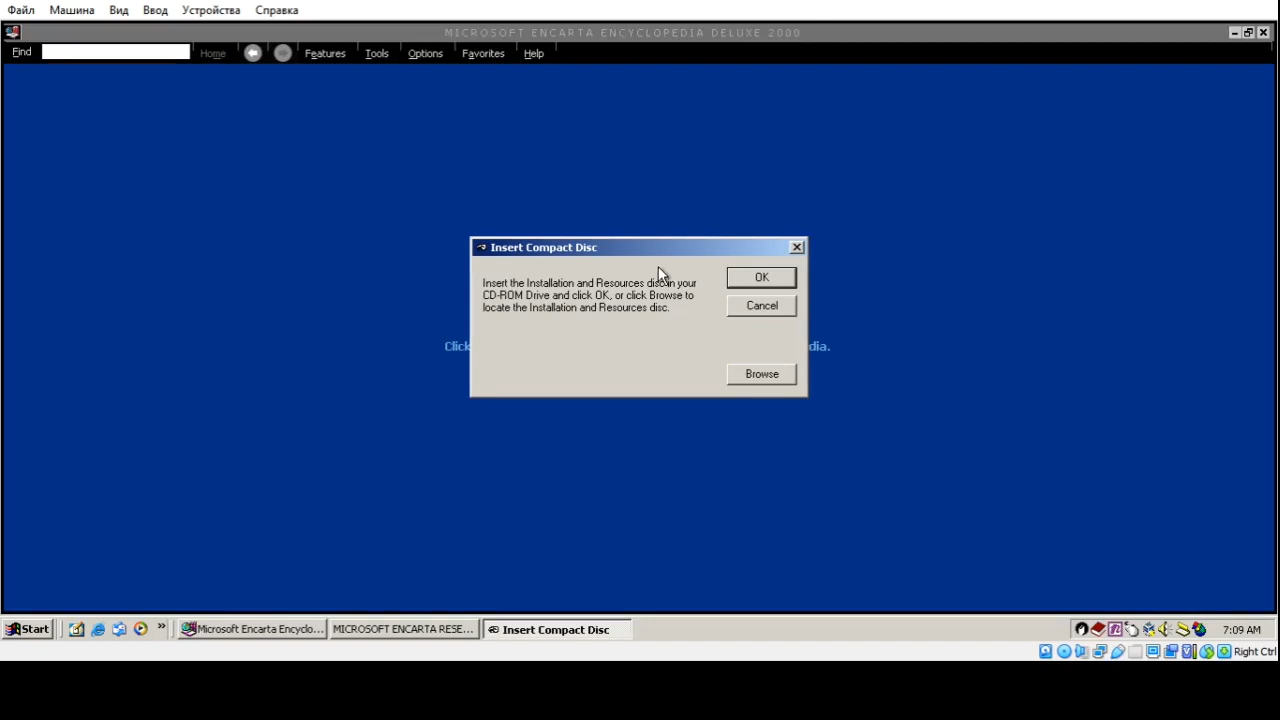 Файл Машина Вид Ввод Устройства Справка
MICROSOFT ENCARTA ENCYCLOPEDIA DELUXE 2000
Find Home Features Tools Options Favorites Help
Insert Compact Disc
Insert the Installation and Resources disc in your
CD-ROM Drive and click OK, or click Browse to
locate the Installation and Resources disc.
OK
Cancel
Click dia.
Browse
Start » Microsoft Encarta Encyclo... MICROSOFT ENCARTA RESE... Insert Compact Disc 7:09 AM
Right Ctrl